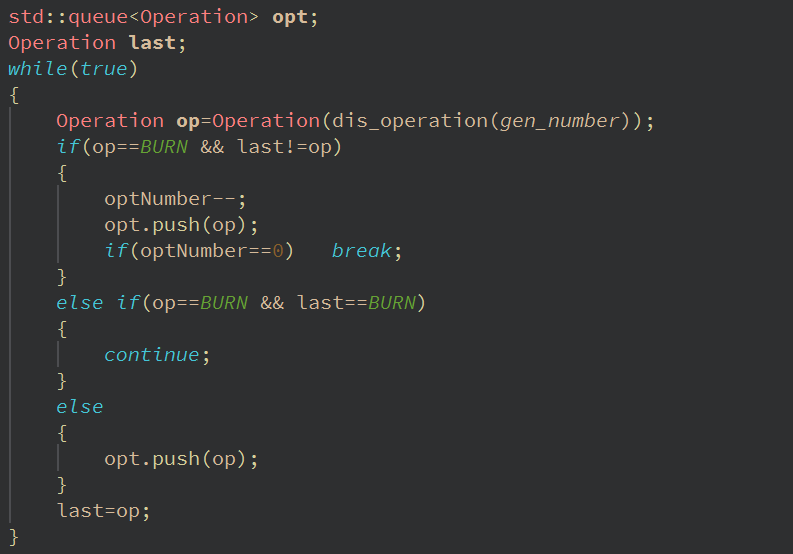 std::queue<Operation> opt;
Operation last;
while(true)
{
    Operation op=Operation(dis_operation(gen_number));
    if(op==BURN && last!=op)
    {
        optNumber--;
        opt.push(op);
        if(optNumber==0)   break;
    }
    else if(op==BURN && last==BURN)
    {
        continue;
    }
    else
    {
        opt.push(op);
    }
    last=op;
}